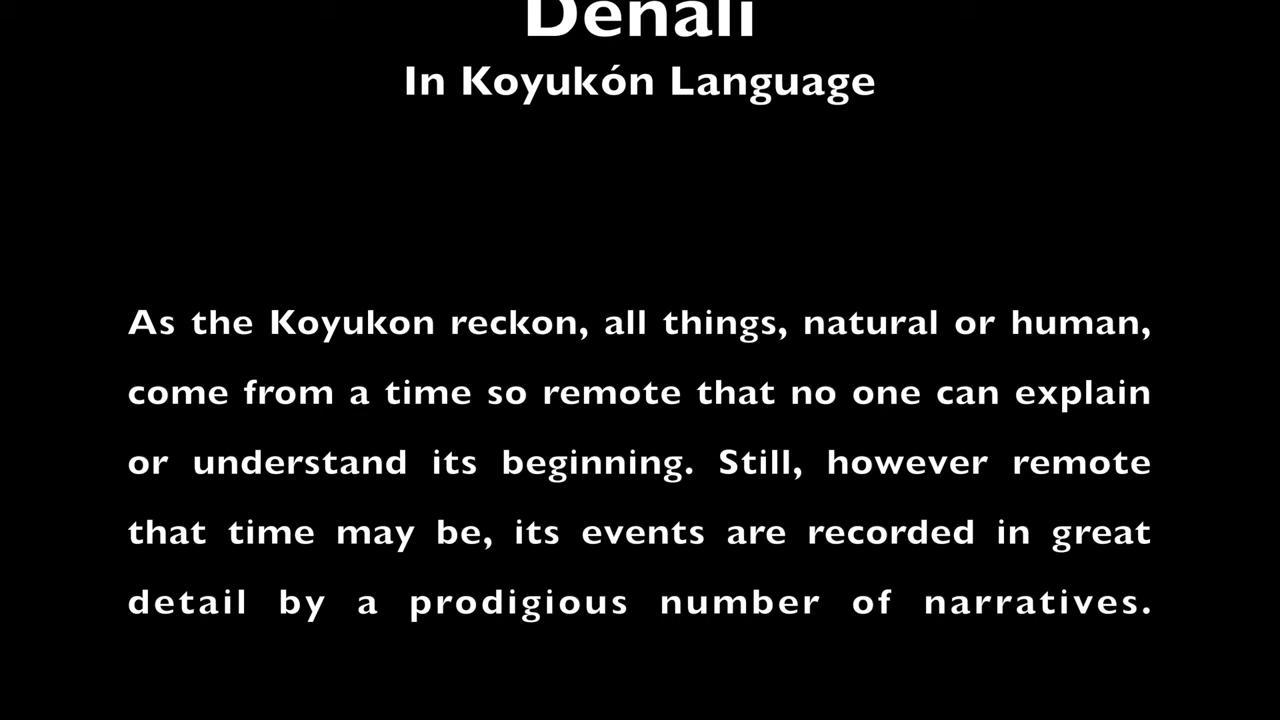 Denali
In Koyukón Language
As the Koyukon reckon, all things, natural or human,
come from a time so remote that no one can explain
or understand its beginning. Still, however remote
that time may be, its events are recorded in great
detail by a prodigious number of narratives.